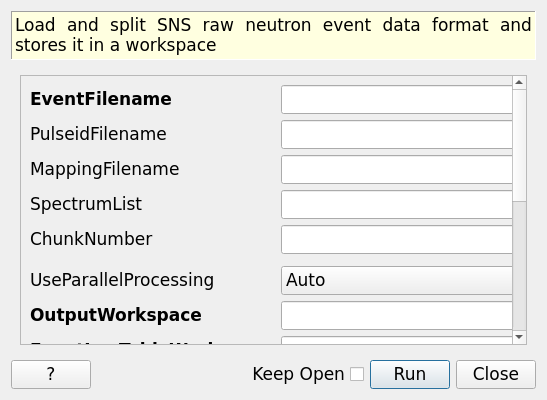 Load and split SNS raw neutron event data format and
stores it in a workspace
EventFilename
PulseidFilename
MappingFilename
SpectrumList
ChunkNumber
UseParallelProcessing Auto
OutputWorkspace
? Keep Open Run Close